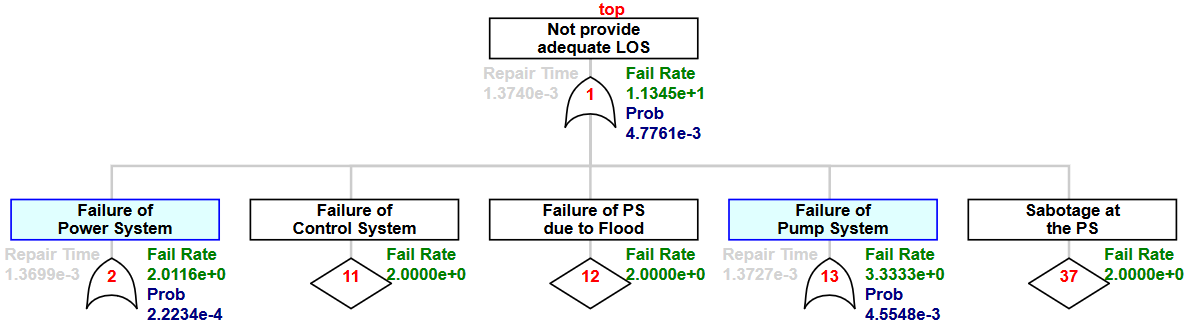 top
Not provide
adequate LOS
Repair Time
1.3740e-3
1
Fail Rate
1.1345e+1
Prob
4.7761e-3
Failure of
Power System
Repair Time
1.3699e-3
2
Fail Rate
2.0116e+0
Prob
2.2234e-4
Failure of
Control System
11
Fail Rate
2.0000e+0
Failure of PS
due to Flood
12
Fail Rate
2.0000e+0
Failure of
Pump System
Repair Time
1.3727e-3
13
Fail Rate
3.3333e+0
Prob
4.5548e-3
Sabotage at
the PS
37
Fail Rate
2.0000e+0